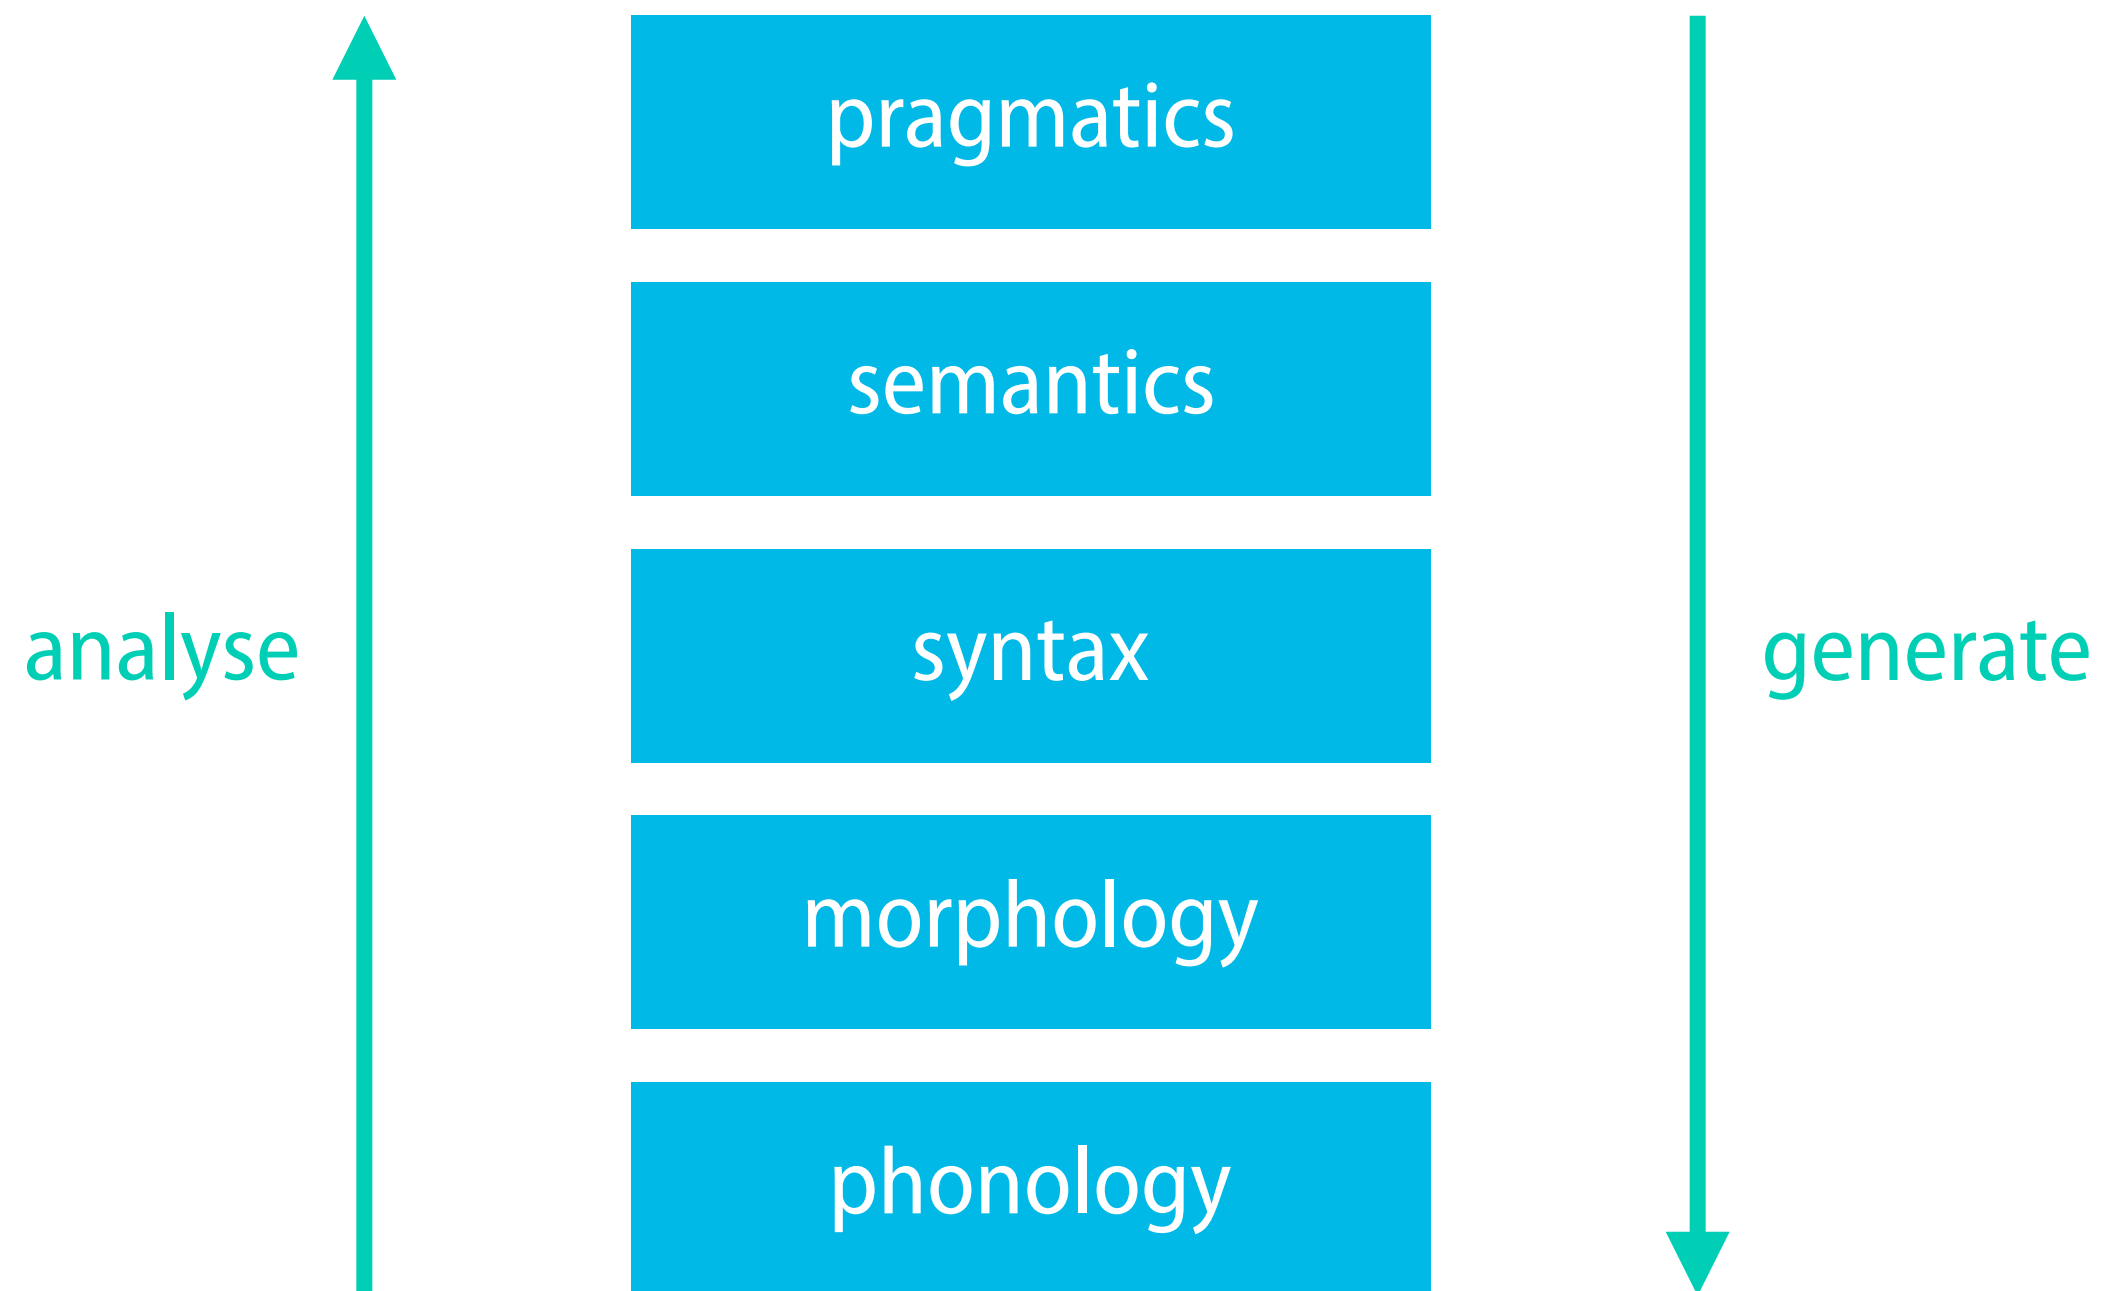 pragmatics
semantics
syntax
analyse
generate
morphology
phonology